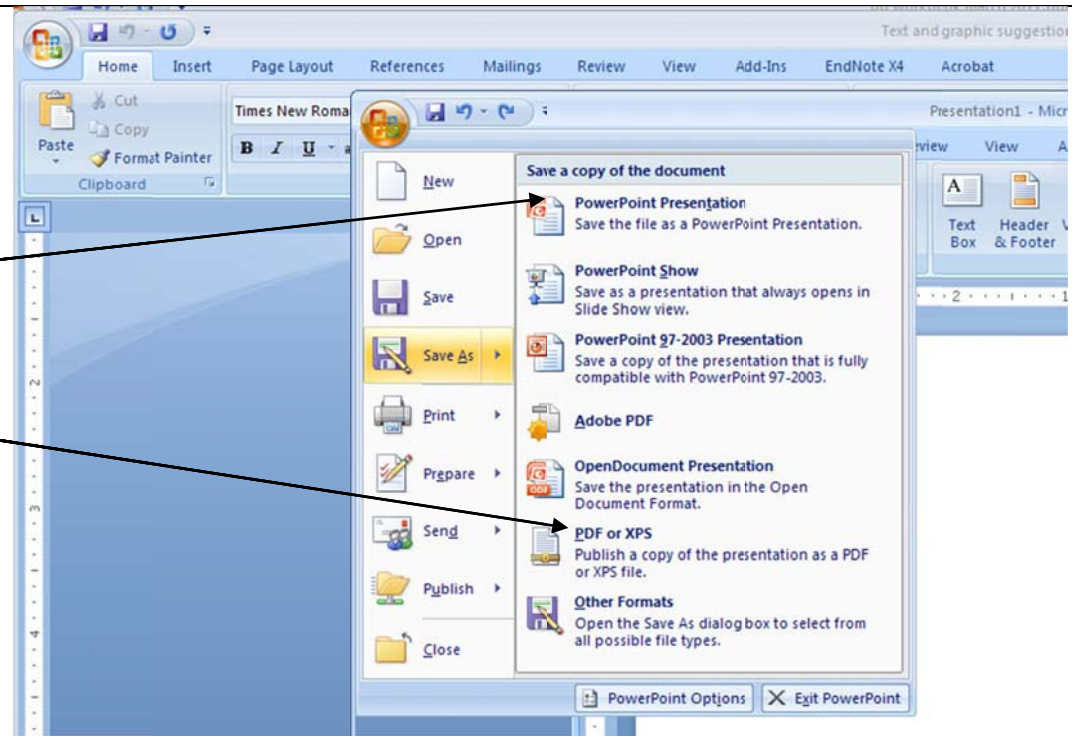 Text and graphic suggestion
Home Insert Page Layout References Mailings Review View Add-Ins EndNote X4 Acrobat
Cut
Copy
Paste
Format Painter
Clipboard
Times New Roma
B I U
Presentation1 - Micr
view View A
Text Box
Header & Footer
2
1
New
Open
Save
Save As
Print
Prepare
Send
Publish
Close
Save a copy of the document
PowerPoint Presentation
Save the file as a PowerPoint Presentation.
PowerPoint Show
Save as a presentation that always opens in
Slide Show view.
PowerPoint 97-2003 Presentation
Save a copy of the presentation that is fully
compatible with PowerPoint 97-2003.
Adobe PDF
OpenDocument Presentation
Save the presentation in the Open
Document Format.
PDF or XPS
Publish a copy of the presentation as a PDF
or XPS file.
Other Formats
Open the Save As dialog box to select from
all possible file types.
PowerPoint Options
Exit PowerPoint
2
3
4